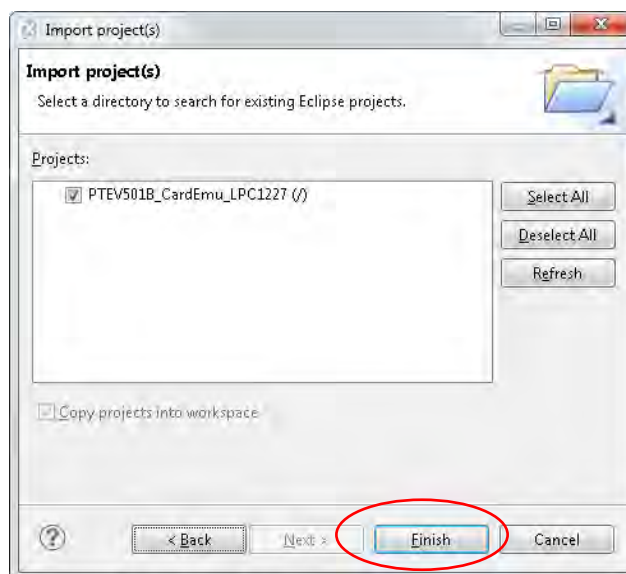 Import project(s)
Import project(s)
Select a directory to search for existing Eclipse projects.
Projects:
PTEV501B_CardEmu_LPC1227 (/)
Select All
Deselect All
Refresh
Copy projects into workspace
?
< Back
Next >
Finish
Cancel